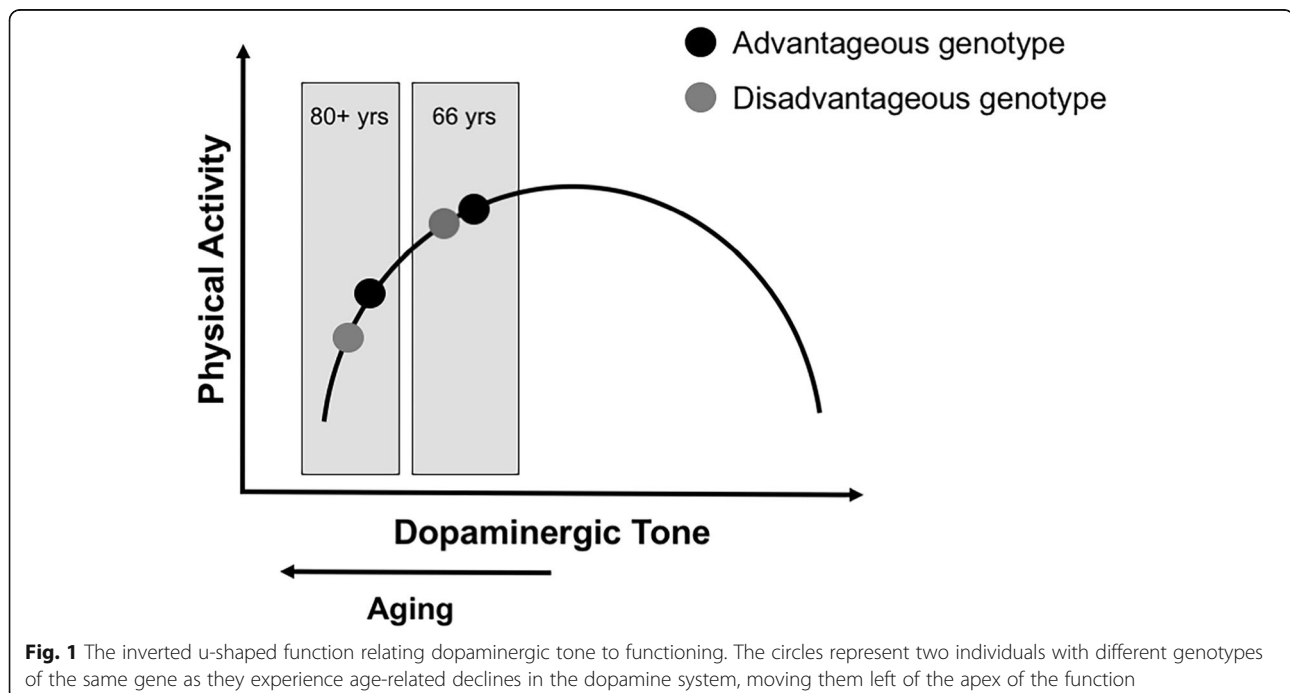 Advantageous genotype
Disadvantageous genotype
80+ yrs
66 yrs
Physical Activity
Dopaminergic Tone
Aging
Fig. 1 The inverted u-shaped function relating dopaminergic tone to functioning. The circles represent two individuals with different genotypes
of the same gene as they experience age-related declines in the dopamine system, moving them left of the apex of the function